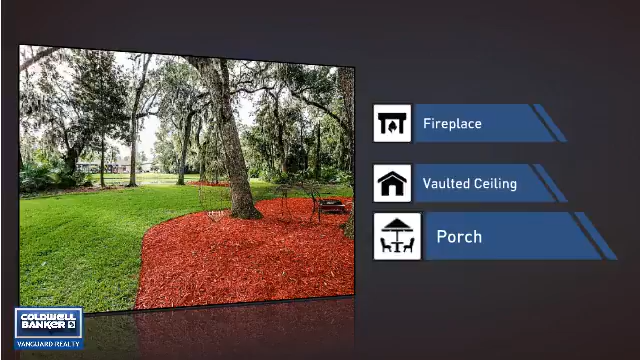 Fireplace
Vaulted Ceiling
Porch
COLDWELL
BANKER
VANGUARD REALTY